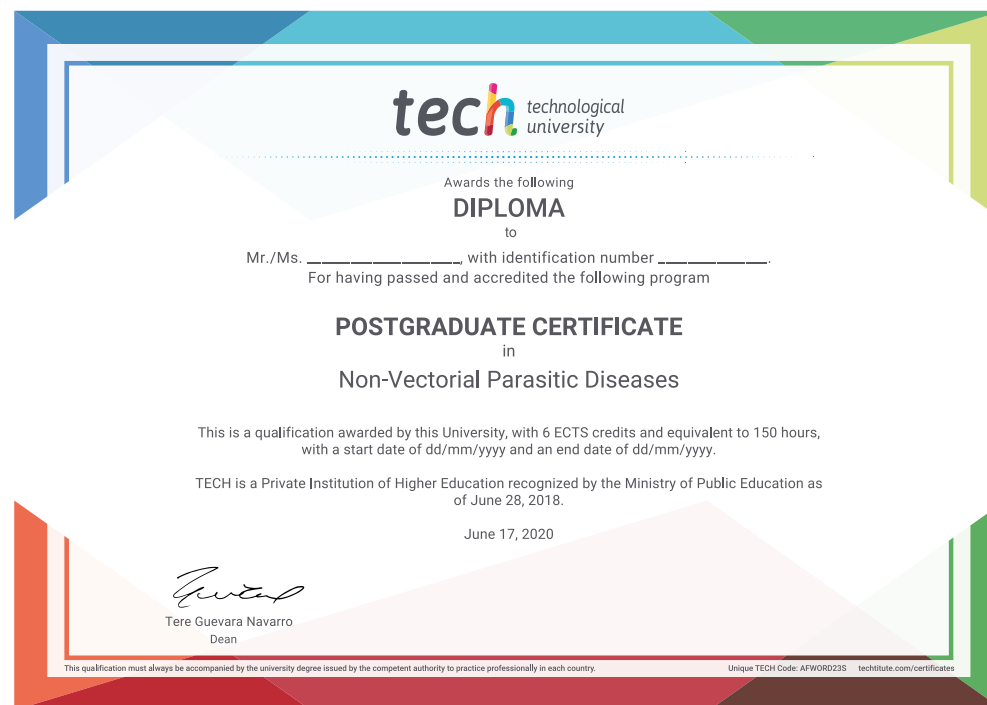 tech technological
university
Awards the following
DIPLOMA
to
Mr./Ms. ____________________, with identification number ______________.
For having passed and accredited the following program
POSTGRADUATE CERTIFICATE
in
Non-Vectorial Parasitic Diseases
This is a qualification awarded by this University, with 6 ECTS credits and equivalent to 150 hours,
with a start date of dd/mm/yyyy and an end date of dd/mm/yyyy.
TECH is a Private Institution of Higher Education recognized by the Ministry of Public Education as
of June 28, 2018.
June 17, 2020
Tere Guevara Navarro
Dean
This qualification must always be accompanied by the university degree issued by the competent authority to practice professionally in each country.
Unique TECH Code: AFWORD23S techtitute.com/certificates